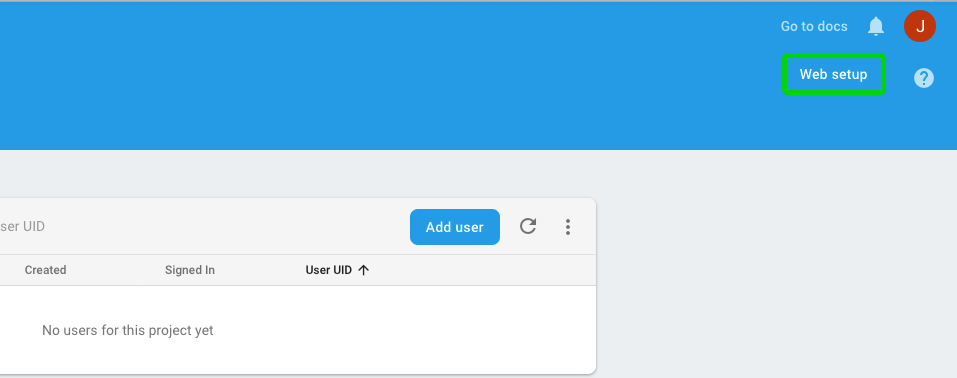 Go to docs
J
Web setup
ser UID
Add user
Created Signed In User UID
No users for this project yet